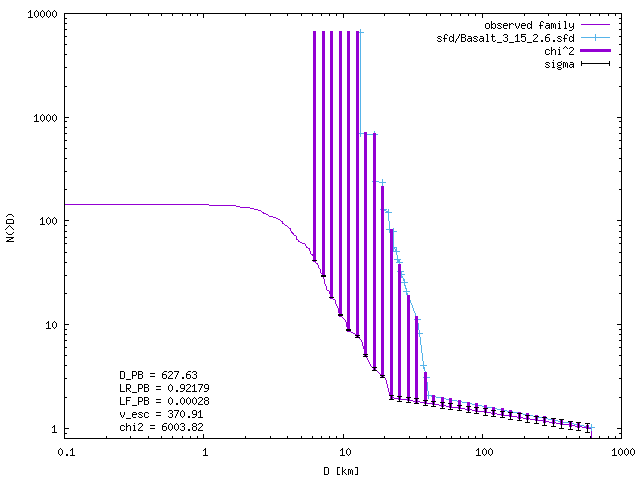 10000
1000
100
10
1
N(>D)
observed family
sfd/Basalt_3_15_2.6.sfd
chi^2
sigma
D_PB = 627.63
LR_PB = 0.92179
LF_PB = 0.00028
v_esc = 370.91
chi2 = 6003.82
0.1 1 10 100 1000
D [km]